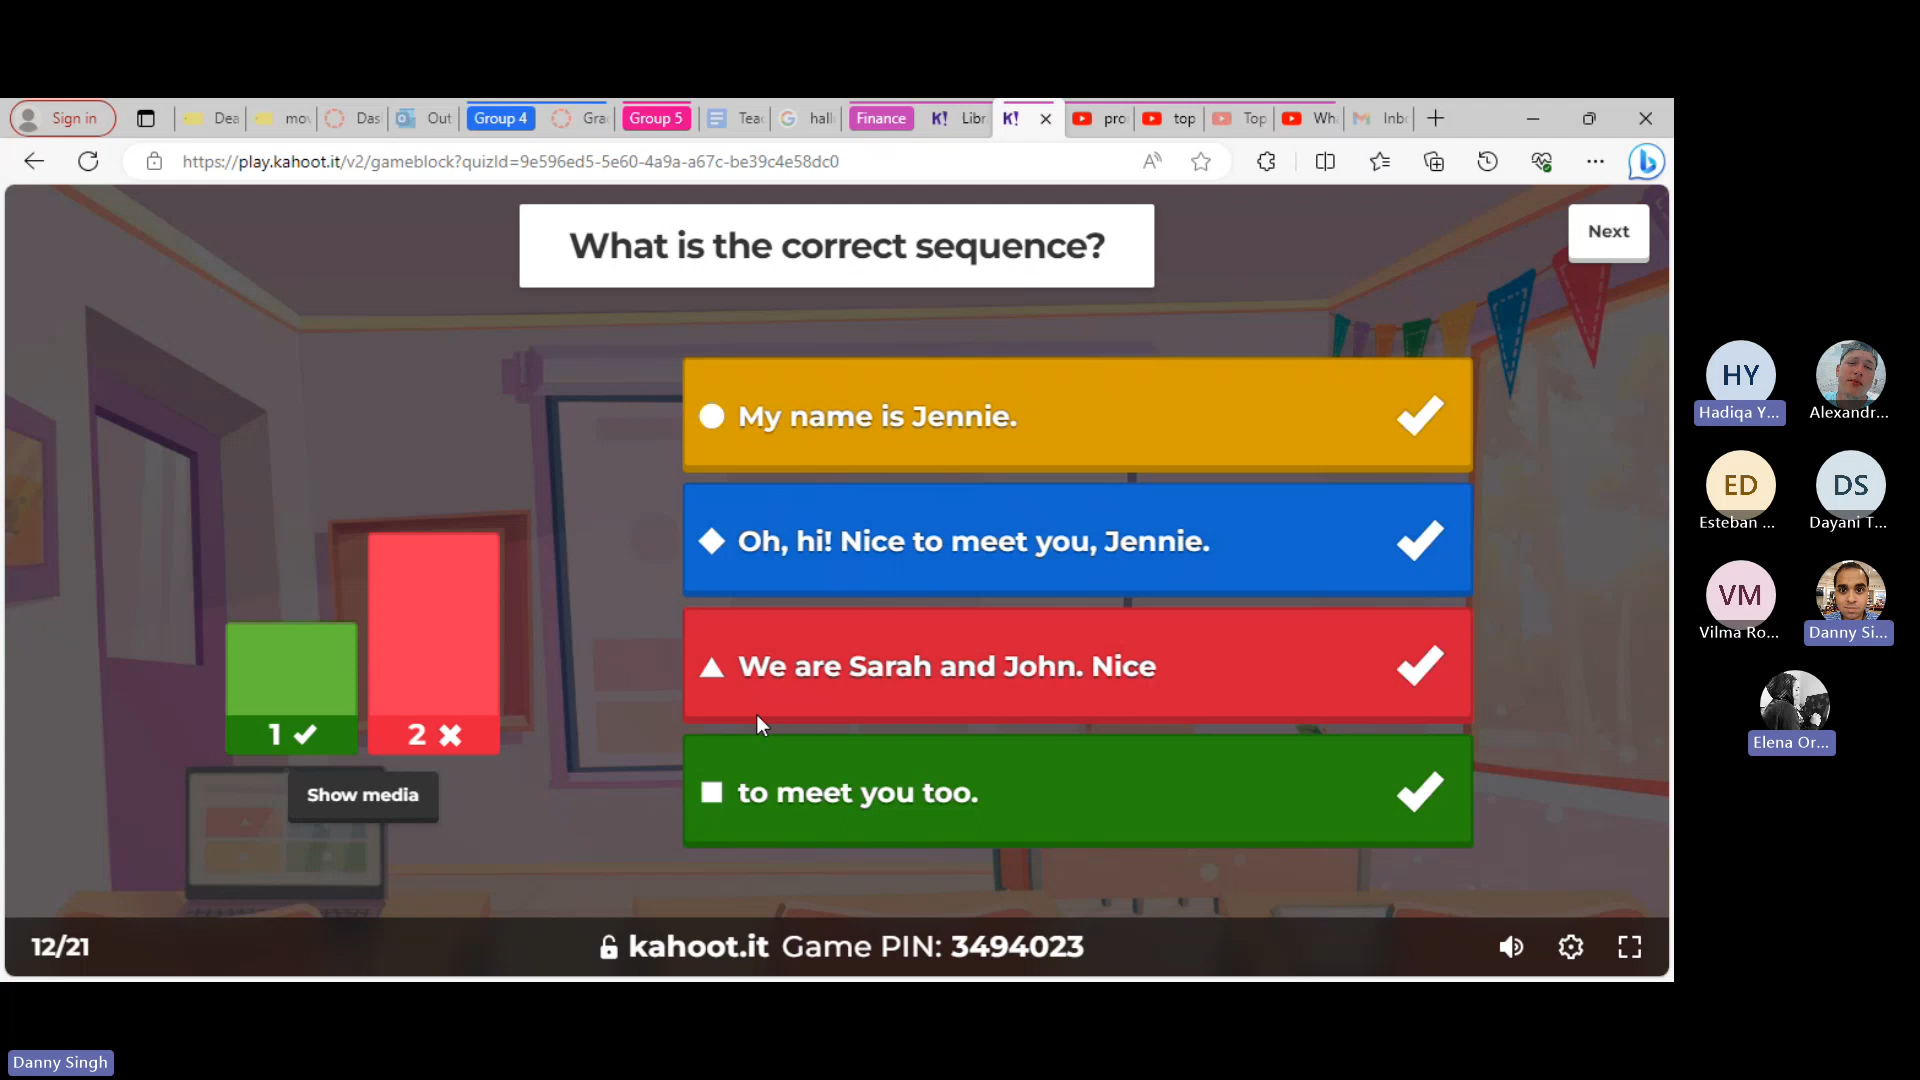 Sign in
Dea
mov
Das
Out
Group 4
Gra
Group 5
Tea
hall
Finance
K! Libr
K!
pro
top
Top
Wh
Inb
https://play.kahoot.it/v2/gameblock?quizId=9e596ed5-5e60-4a9a-a67c-be39c4e58dc0
What is the correct sequence?
Next
My name is Jennie.
Oh, hi! Nice to meet you, Jennie.
We are Sarah and John. Nice
to meet you too.
1
2
Show media
12/21
kahoot.it Game PIN: 3494023
HY
Hadiqa Y...
Alexandr...
ED
Esteban ...
DS
Dayani T...
VM
Vilma Ro...
Danny Si...
Elena Or...
Danny Singh